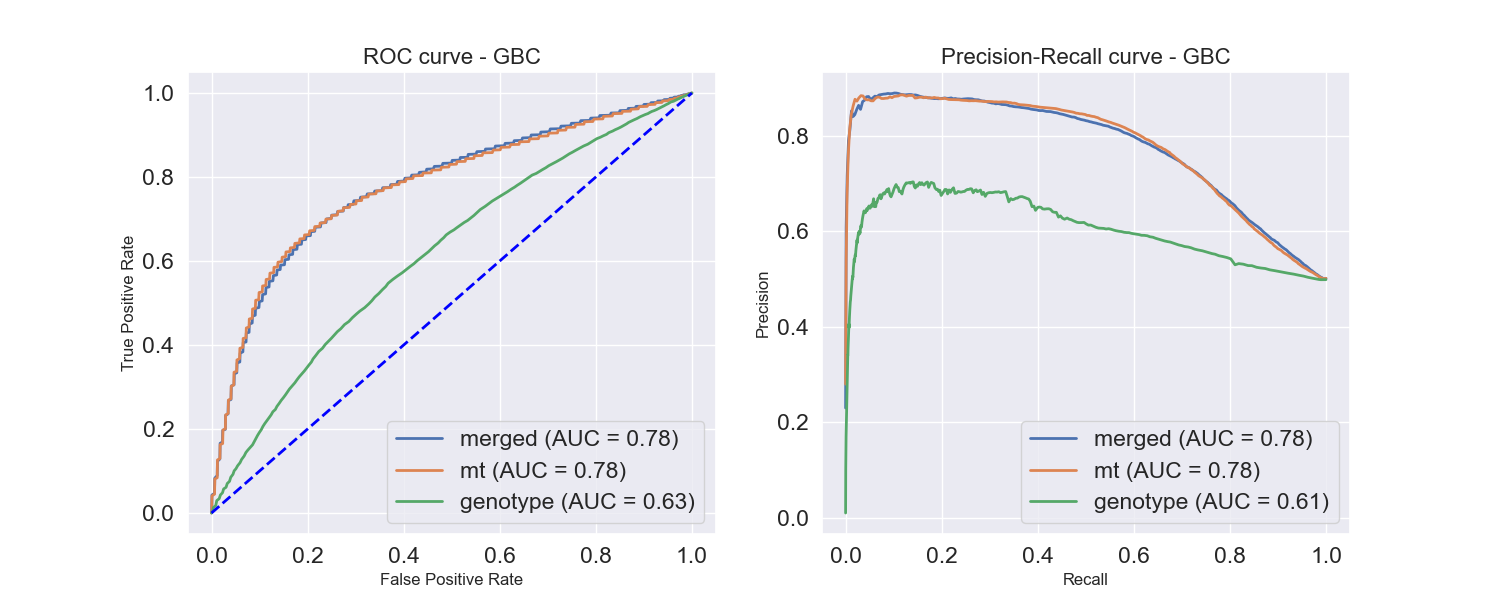 ROC curve - GBC
True Positive Rate
1.0
0.8
0.6
0.4
0.2
0.0
merged (AUC = 0.78)
mt (AUC = 0.78)
genotype (AUC = 0.63)
0.0 0.2 0.4 0.6 0.8 1.0
False Positive Rate
Precision-Recall curve - GBC
Precision
0.8
0.6
0.4
0.2
0.0
merged (AUC = 0.78)
mt (AUC = 0.78)
genotype (AUC = 0.61)
0.0 0.2 0.4 0.6 0.8 1.0
Recall